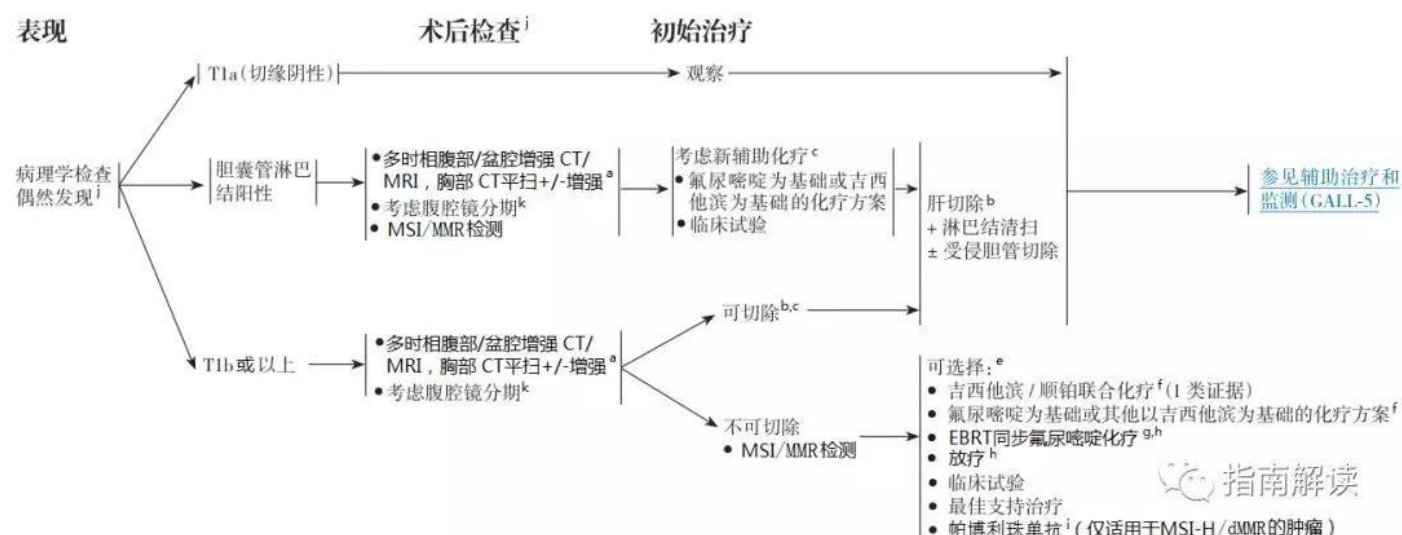 表现
术后检查j
初始治疗
T1a(切缘阴性)
观察
病理学检查
偶然发现j
胆囊管淋巴
结阳性
•多时相腹部/盆腔增强 CT/
MRI，胸部 CT平扫+/-增强a
•考虑腹腔镜分期k
• MSI/MMR检测
考虑新辅助化疗c
• 氟尿嘧啶为基础或吉西
他滨为基础的化疗方案
•临床试验
肝切除b
+ 淋巴结清扫
± 受侵胆管切除
参见辅助治疗和
监测(GALL-5)
T1b或以上
•多时相腹部/盆腔增强 CT/
MRI，胸部 CT平扫+/-增强a
•考虑腹腔镜分期k
可切除b,c
不可切除
• MSI/MMR检测
可选择:e
• 吉西他滨/顺铂联合化疗f(1 类证据)
• 氟尿嘧啶为基础或其他以吉西他滨为基础的化疗方案f
• EBRT同步氟尿嘧啶化疗g,h
• 放疗h
• 临床试验
• 最佳支持治疗
• 帕博利珠单抗i(仅适用于MSI-H/dMMR的肿瘤)
指南解读